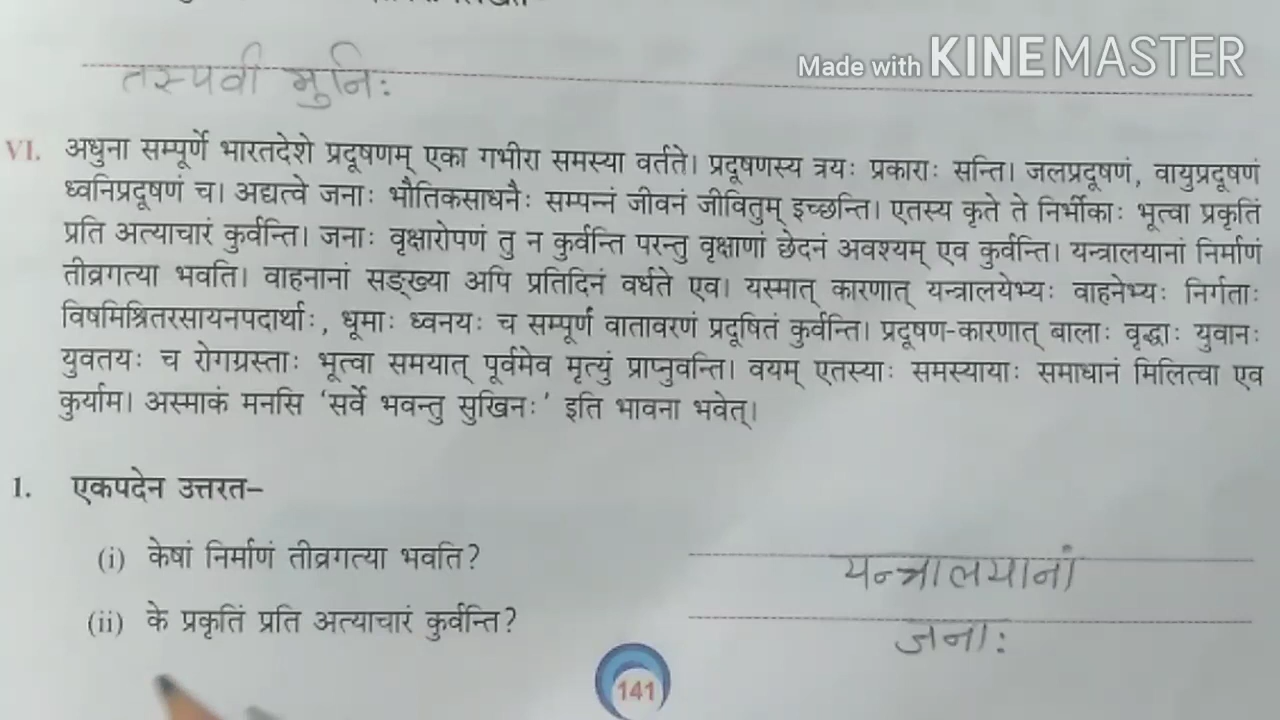 Made with KINEMASTER
तस्पवी मुनिः
VI. अधुना सम्पूर्णे भारतदेशे प्रदूषणम् एका गभीरा समस्या वर्तते। प्रदूषणस्य त्रयः प्रकाराः सन्ति। जलप्रदूषणं, वायुप्रदूषणं
ध्वनिप्रदूषणं च। अद्यत्वे जनाः भौतिकसाधनैः सम्पन्नं जीवनं जीवितुम् इच्छन्ति। एतस्य कृते ते निर्भीकाः भूत्वा प्रकृतिं
प्रति अत्याचारं कुर्वन्ति। जनाः वृक्षारोपणं तु न कुर्वन्ति परन्तु वृक्षाणां छेदनं अवश्यम् एव कुर्वन्ति। यन्त्रालयानां निर्माणं
तीव्रगत्या भवति। वाहनानां सङ्ख्या अपि प्रतिदिनं वर्धते एव। यस्मात् कारणात् यन्त्रालयेभ्यः वाहनेभ्यः निर्गताः
विषमिश्रितरसायनपदार्थाः, धूमाः ध्वनयः च सम्पूर्णं वातावरणं प्रदूषितं कुर्वन्ति। प्रदूषण-कारणात् बालाः वृद्धाः युवानः
युवतयः च रोगग्रस्ताः भूत्वा समयात् पूर्वमेव मृत्युं प्राप्नुवन्ति। वयम् एतस्याः समस्यायाः समाधानं मिलित्वा एव
कुर्याम। अस्माकं मनसि 'सर्वे भवन्तु सुखिनः' इति भावना भवेत्।
1. एकपदेन उत्तरत–
(i) केषां निर्माणं तीव्रगत्या भवति? यन्त्रालयानां
(ii) के प्रकृतिं प्रति अत्याचारं कुर्वन्ति? जनाः
141